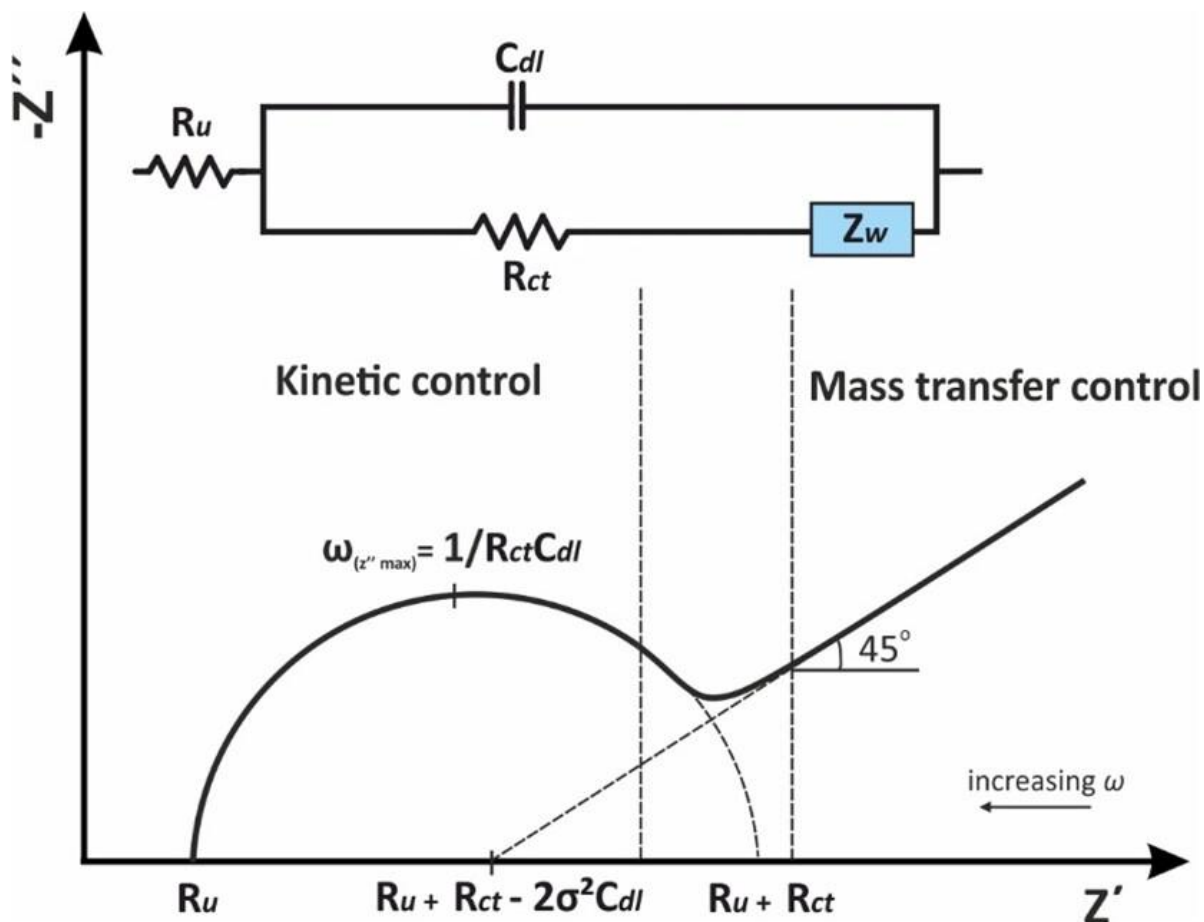 -Z′′
Cdl
Ru
Zw
Rct
Kinetic control
Mass transfer control
ω(z″ max)= 1/RctCdl
45°
increasing ω
Ru
Ru + Rct - 2σ²Cdl
Ru + Rct
Z′